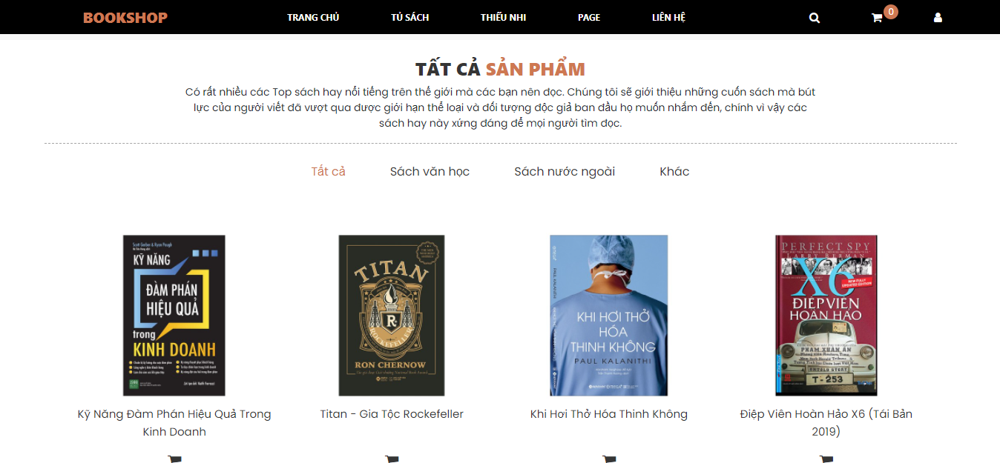 BOOKSHOP
TRANG CHỦ
TỦ SÁCH
THIẾU NHI
PAGE
LIÊN HỆ
0
TẤT CẢ SẢN PHẨM
Có rất nhiều các Top sách hay nổi tiếng trên thế giới mà các bạn nên đọc. Chúng tôi sẽ giới thiệu những cuốn sách mà bút
lực của người viết đã vượt qua được giới hạn thể loại và đối tượng độc giả ban đầu họ muốn nhắm đến, chính vì vậy các
sách hay này xứng đáng để mọi người tìm đọc.
Tất cả
Sách văn học
Sách nước ngoài
Khác
KỸ NĂNG
ĐÀM PHÁN
HIỆU QUẢ
trong
KINH DOANH
TITAN
R.
ROCKEFELLER
RON CHERNOW
KHI HƠI THỞ
HÓA
THINH KHÔNG
PAUL KALANITHI
PERFECT SPY
LARRY BERMAN
X6
NEW FULLY
UPDATED EDITION
ĐIỆP VIÊN
HOÀN HẢO
PHẠM XUÂN ẨN
UNTOLD STORY
T - 253
Kỹ Năng Đàm Phán Hiệu Quả Trong
Kinh Doanh
Titan - Gia Tộc Rockefeller
Khi Hơi Thở Hóa Thinh Không
Điệp Viên Hoàn Hảo X6 (Tái Bản
2019)